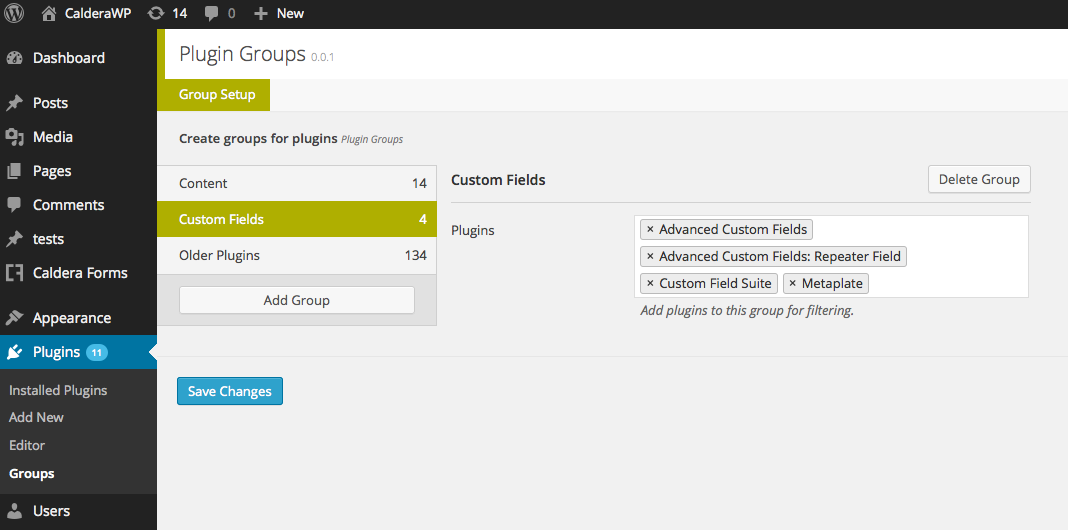 CalderaWP 14 0 New
Dashboard
Posts
Media
Pages
Comments
tests
Caldera Forms
Appearance
Plugins 11
Installed Plugins
Add New
Editor
Groups
Users
Plugin Groups 0.0.1
Group Setup
Create groups for plugins Plugin Groups
Content 14
Custom Fields 4
Older Plugins 134
Add Group
Custom Fields
Delete Group
Plugins
× Advanced Custom Fields
× Advanced Custom Fields: Repeater Field
× Custom Field Suite × Metaplate
Add plugins to this group for filtering.
Save Changes